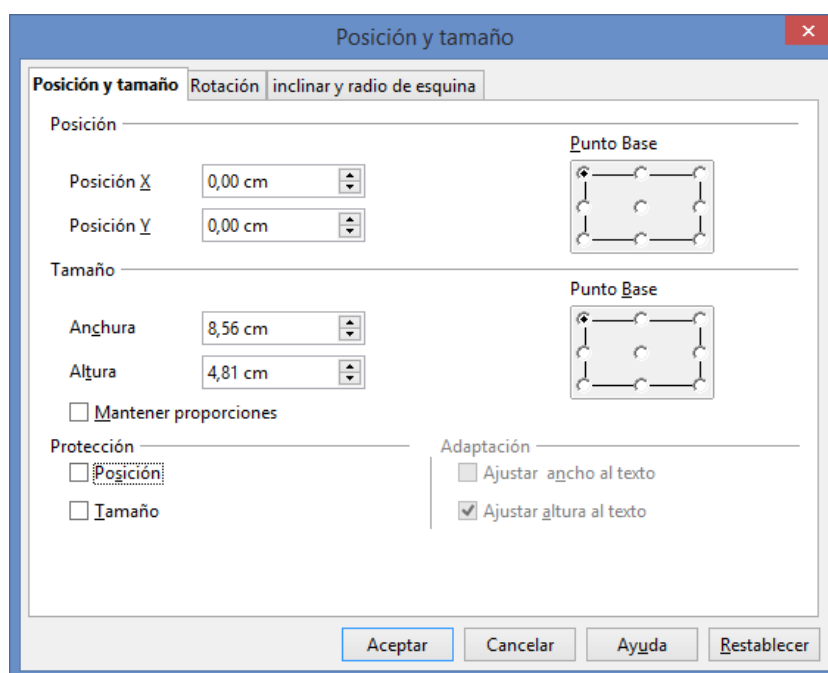 Posición y tamaño
Posición y tamaño Rotación inclinar y radio de esquina
Posición
Punto Base
Posición X 0,00 cm
Posición Y 0,00 cm
Tamaño
Punto Base
Anchura 8,56 cm
Altura 4,81 cm
Mantener proporciones
Protección Adaptación
Posición Ajustar ancho al texto
Tamaño Ajustar altura al texto
Aceptar Cancelar Ayuda Restablecer